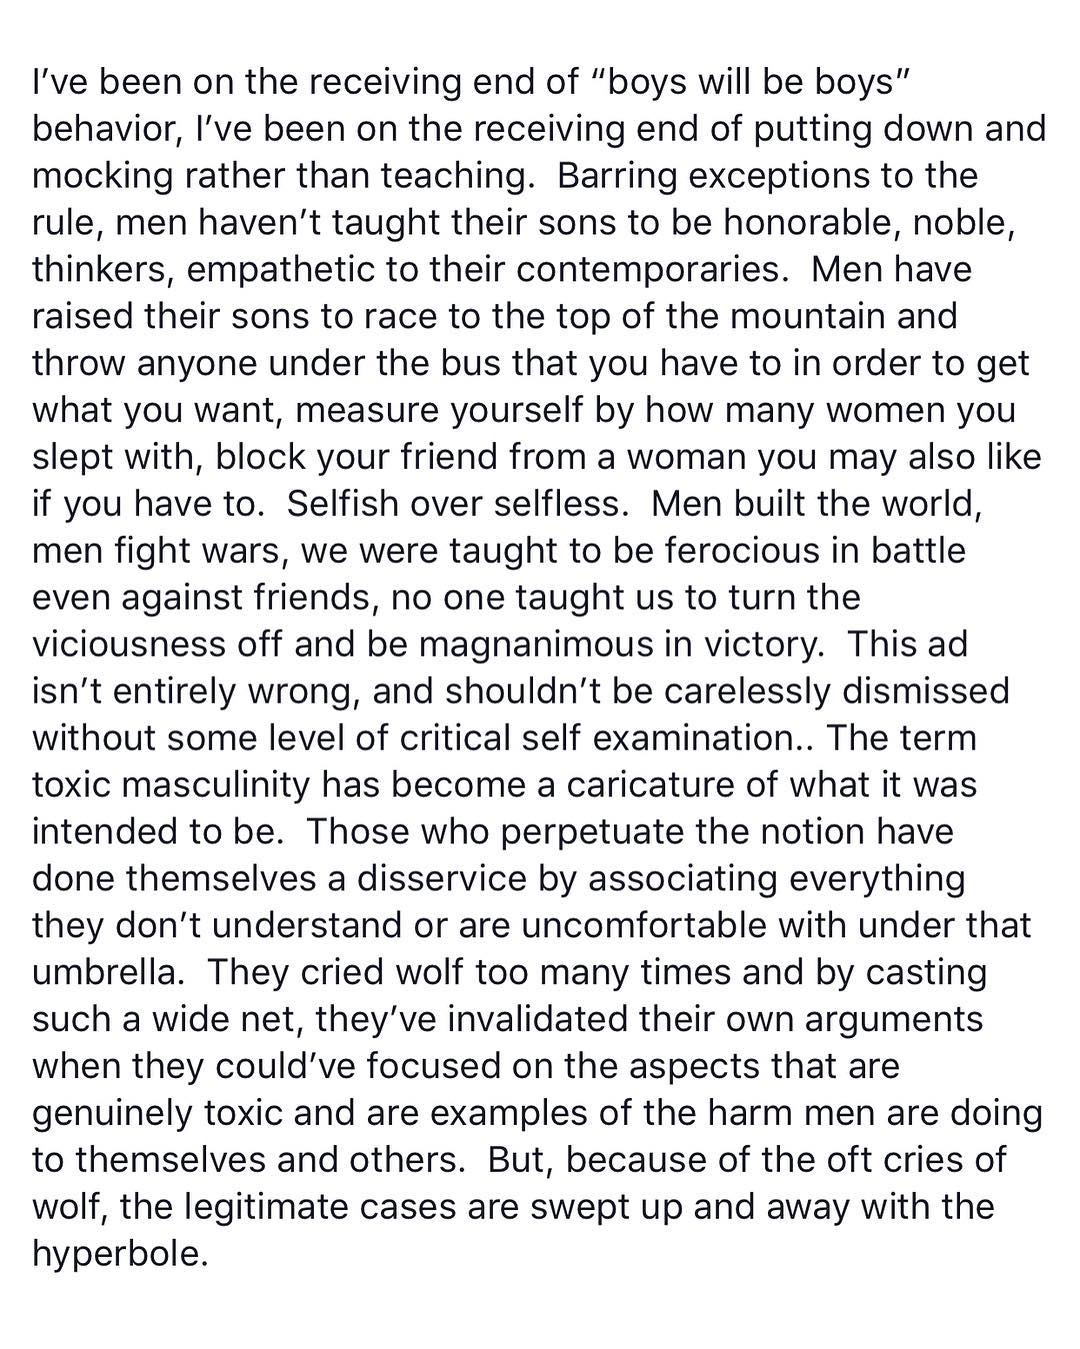 I’ve been on the receiving end of “boys will be boys”
behavior, I’ve been on the receiving end of putting down and
mocking rather than teaching.  Barring exceptions to the
rule, men haven’t taught their sons to be honorable, noble,
thinkers, empathetic to their contemporaries.  Men have
raised their sons to race to the top of the mountain and
throw anyone under the bus that you have to in order to get
what you want, measure yourself by how many women you
slept with, block your friend from a woman you may also like
if you have to.  Selfish over selfless.  Men built the world,
men fight wars, we were taught to be ferocious in battle
even against friends, no one taught us to turn the
viciousness off and be magnanimous in victory.  This ad
isn’t entirely wrong, and shouldn’t be carelessly dismissed
without some level of critical self examination.. The term
toxic masculinity has become a caricature of what it was
intended to be.  Those who perpetuate the notion have
done themselves a disservice by associating everything
they don’t understand or are uncomfortable with under that
umbrella.  They cried wolf too many times and by casting
such a wide net, they’ve invalidated their own arguments
when they could’ve focused on the aspects that are
genuinely toxic and are examples of the harm men are doing
to themselves and others.  But, because of the oft cries of
wolf, the legitimate cases are swept up and away with the
hyperbole.